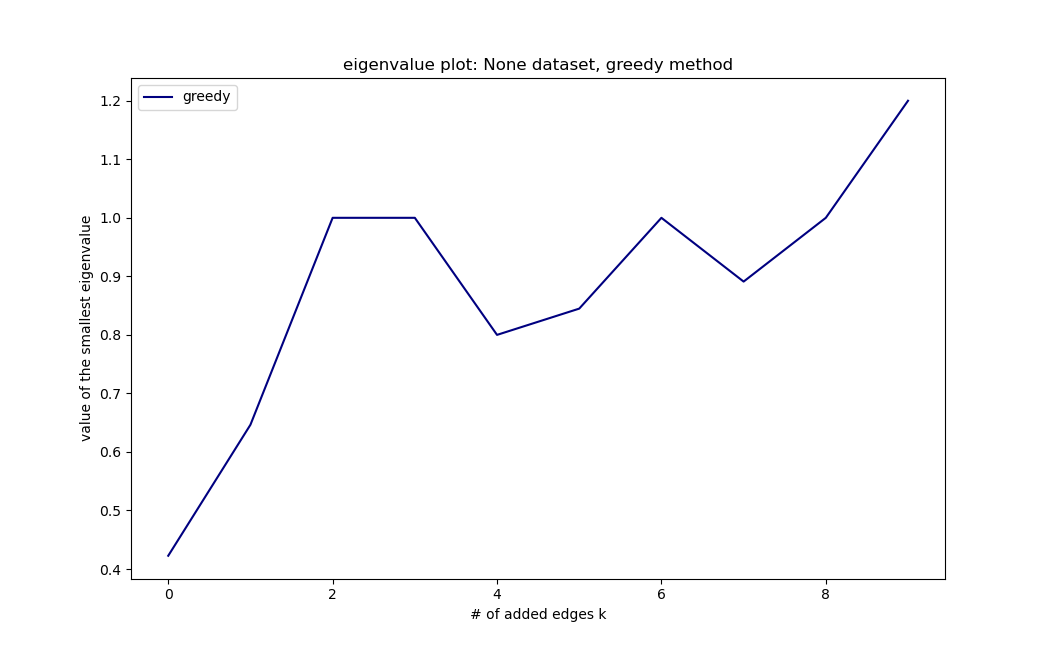 eigenvalue plot: None dataset, greedy method
greedy
1.2
1.1
1.0
0.9
0.8
0.7
0.6
0.5
0.4
value of the smallest eigenvalue
0 2 4 6 8
# of added edges k